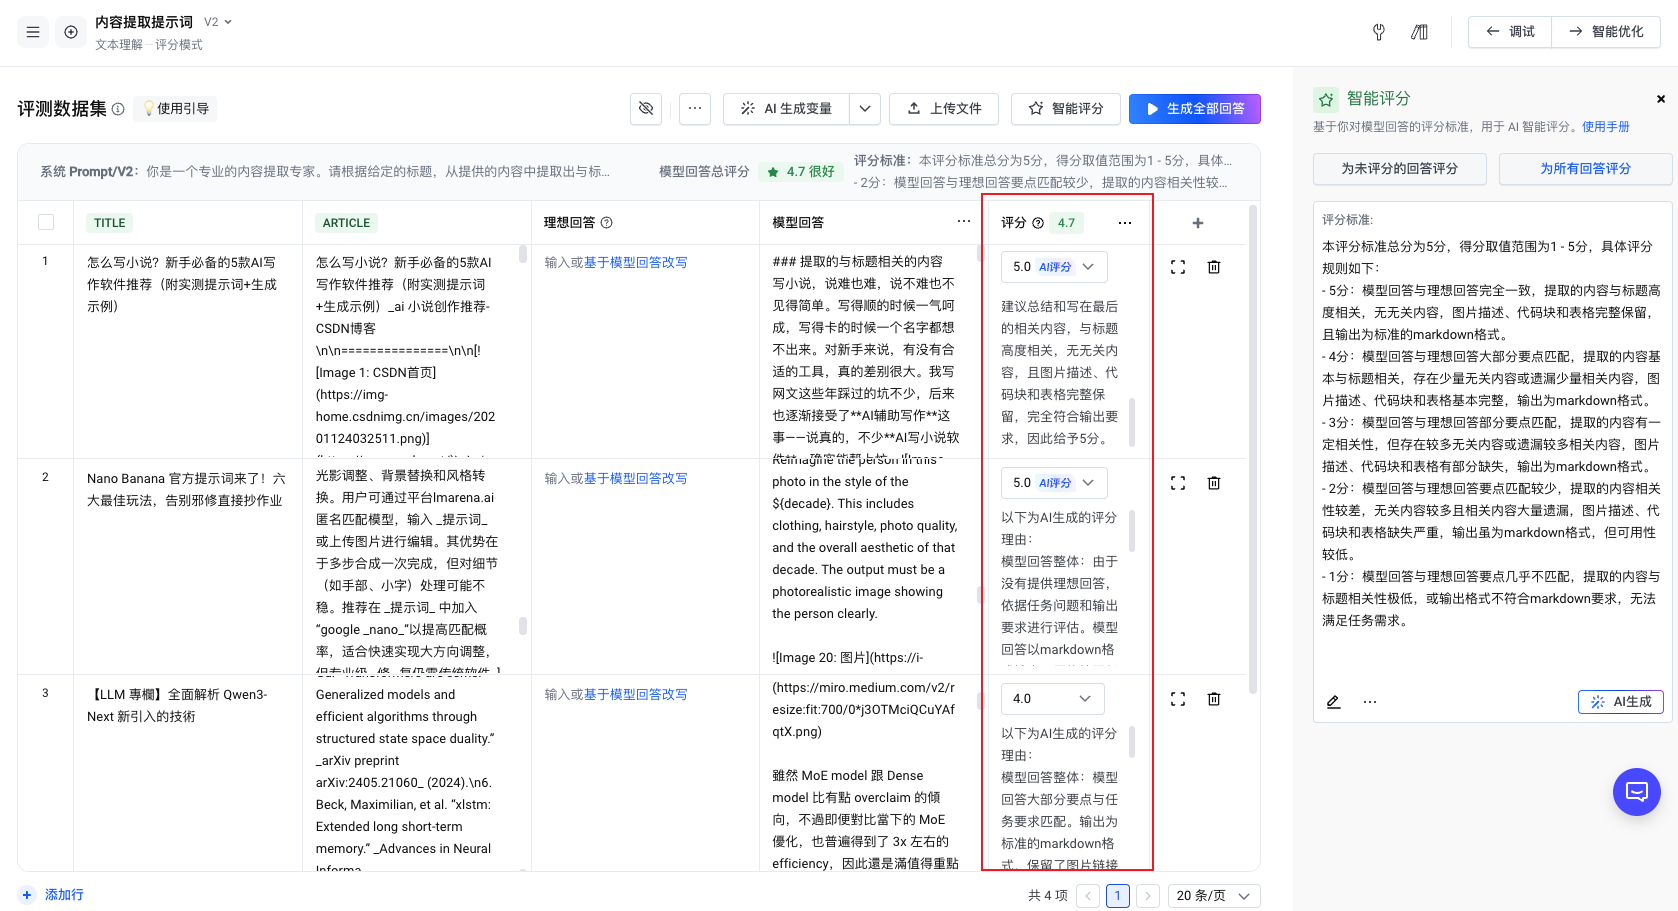 内容提取提示词 V2
文本理解 — 评分模式
调试
智能优化
评测数据集
💡使用引导
AI 生成变量
上传文件
智能评分
生成全部回答
系统 Prompt/V2：你是一个专业的内容提取专家。请根据给定的标题，从提供的内容中提取出与标...
模型回答总评分
4.7 很好
评分标准：本评分标准总分为5分，得分取值范围为1 - 5分，具体...
- 2分：模型回答与理想回答要点匹配较少，提取的内容相关性较...
TITLE
ARTICLE
理想回答
模型回答
评分
4.7
1
怎么写小说？新手必备的5款AI写
作软件推荐（附实测提示词+生成
示例）
怎么写小说？新手必备的5款AI
写作软件推荐（附实测提示词
+生成示例）_ai 小说创作推荐-
CSDN博客
\n\n===============\n\n[!
[Image 1: CSDN首页]
(https://img-
home.csdnimg.cn/images/202
01124032511.png)]
输入或基于模型回答改写
### 提取的与标题相关的内容
写小说，说难也难，说不难也不
见得简单。写得顺的时候一气呵
成，写得卡的时候一个名字都想
不出来。对新手来说，有没有合
适的工具，真的差别很大。我写
网文这些年踩过的坑不少，后来
也逐渐接受了**AI辅助写作**这
事——说真的，不少**AI写小说软
5.0 AI评分
建议总结和写在最后
的相关内容，与标题
高度相关，无无关内
容，且图片描述、代
码块和表格完整保
留，完全符合输出要
求，因此给予5分。
2
Nano Banana 官方提示词来了！六
大最佳玩法，告别邪修直接抄作业
光影调整、背景替换和风格转
换。用户可通过平台lmarena.ai
匿名匹配模型，输入 _提示词_
或上传图片进行编辑。其优势在
于多步合成一次完成，但对细节
（如手部、小字）处理可能不
稳。推荐在 _提示词_ 中加入
“google _nano_”以提高匹配概
率，适合快速实现大方向调整，
输入或基于模型回答改写
Reimagine the person in this
photo in the style of the
${decade}. This includes
clothing, hairstyle, photo quality,
and the overall aesthetic of that
decade. The output must be a
photorealistic image showing
the person clearly.
![Image 20: 图片](https://i-
5.0 AI评分
以下为AI生成的评分
理由：
模型回答整体：由于
没有提供理想回答，
依据任务问题和输出
要求进行评估。模型
回答以markdown格
3
【LLM 專欄】全面解析 Qwen3-
Next 新引入的技術
Generalized models and
efficient algorithms through
structured state space duality.”
_arXiv preprint
arXiv:2405.21060_ (2024).\n6.
Beck, Maximilian, et al. “xlstm:
Extended long short-term
memory.” _Advances in Neural
Informa
输入或基于模型回答改写
(https://miro.medium.com/v2/r
esize:fit:700/0*j3OTMciQCuYAf
qtX.png)
雖然 MoE model 跟 Dense
model 比有點 overclaim 的傾
向，不過即便對比當下的 MoE
優化，也普遍得到了 3x 左右的
efficiency，因此還是滿值得重點
4.0
以下为AI生成的评分
理由：
模型回答整体：模型
回答大部分要点与任
务要求匹配。输出为
标准的markdown格
式，保留了图片链接
添加行
共 4 项
1
20 条/页
智能评分
基于你对模型回答的评分标准，用于 AI 智能评分。使用手册
为未评分的回答评分
为所有回答评分
评分标准:
本评分标准总分为5分，得分取值范围为1 - 5分，具体评分
规则如下：
- 5分：模型回答与理想回答完全一致，提取的内容与标题高
度相关，无无关内容，图片描述、代码块和表格完整保留，
且输出为标准的markdown格式。
- 4分：模型回答与理想回答大部分要点匹配，提取的内容基
本与标题相关，存在少量无关内容或遗漏少量相关内容，图
片描述、代码块和表格基本完整，输出为markdown格式。
- 3分：模型回答与理想回答部分要点匹配，提取的内容有一
定相关性，但存在较多无关内容或遗漏较多相关内容，图片
描述、代码块和表格有部分缺失，输出为markdown格式。
- 2分：模型回答与理想回答要点匹配较少，提取的内容相关
性较差，无关内容较多且相关内容大量遗漏，图片描述、代
码块和表格缺失严重，输出虽为markdown格式，但可用性
较低。
- 1分：模型回答与理想回答要点几乎不匹配，提取的内容与
标题相关性极低，或输出格式不符合markdown要求，无法
满足任务需求。
AI生成